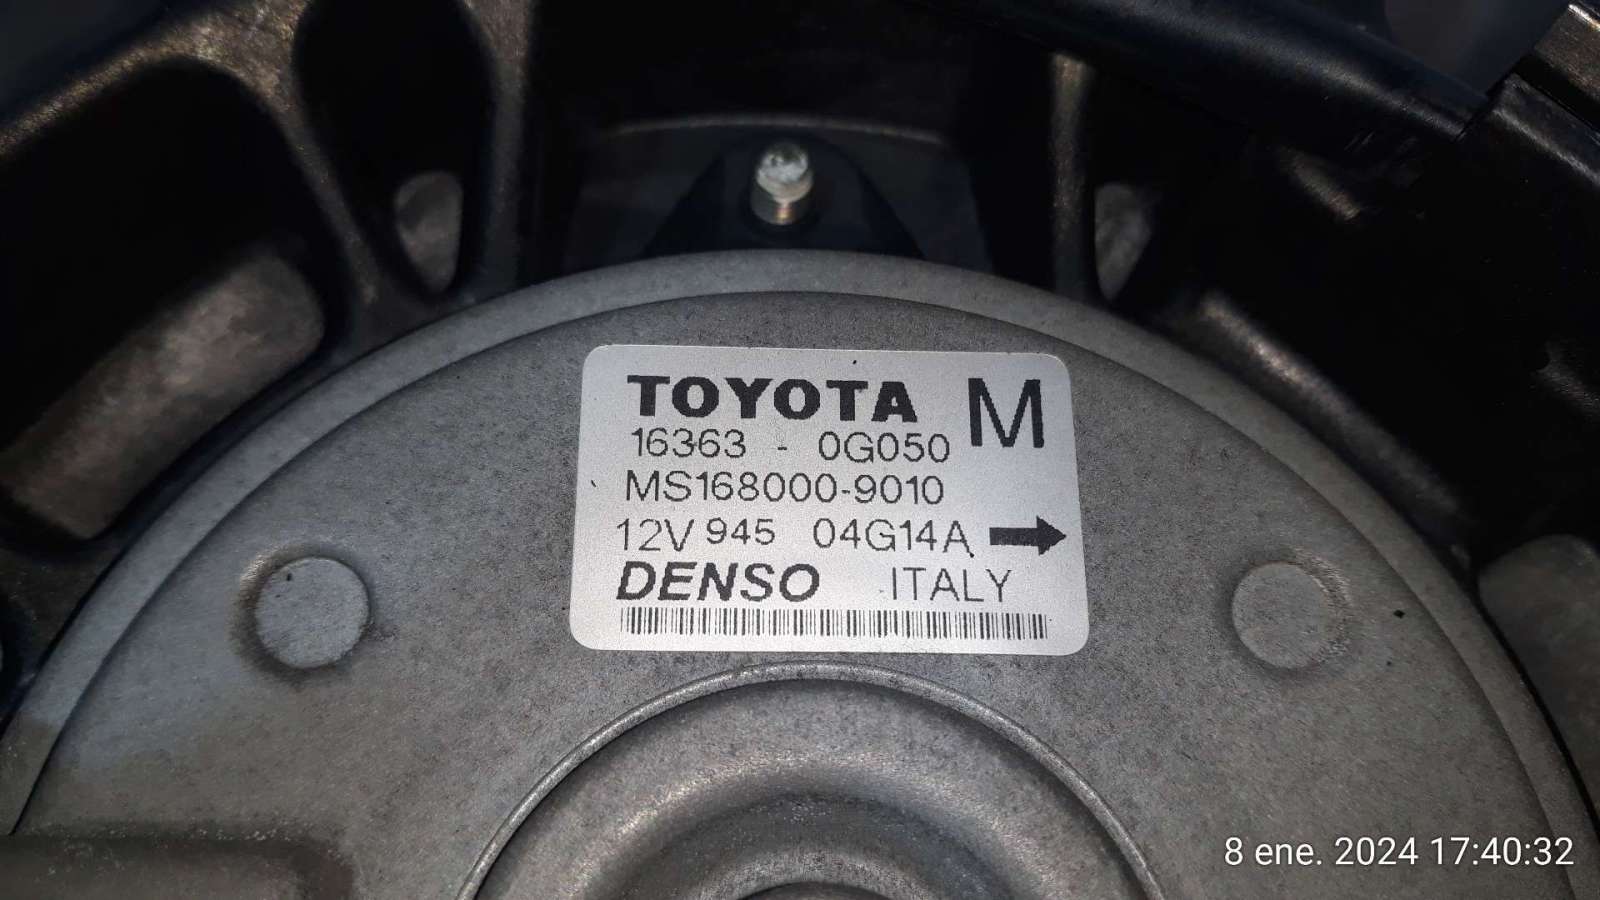 TOYOTA M
16363 - 0G050
MS168000-9010
12V 945 04G14A
DENSO ITALY
8 ene. 2024 17:40:32